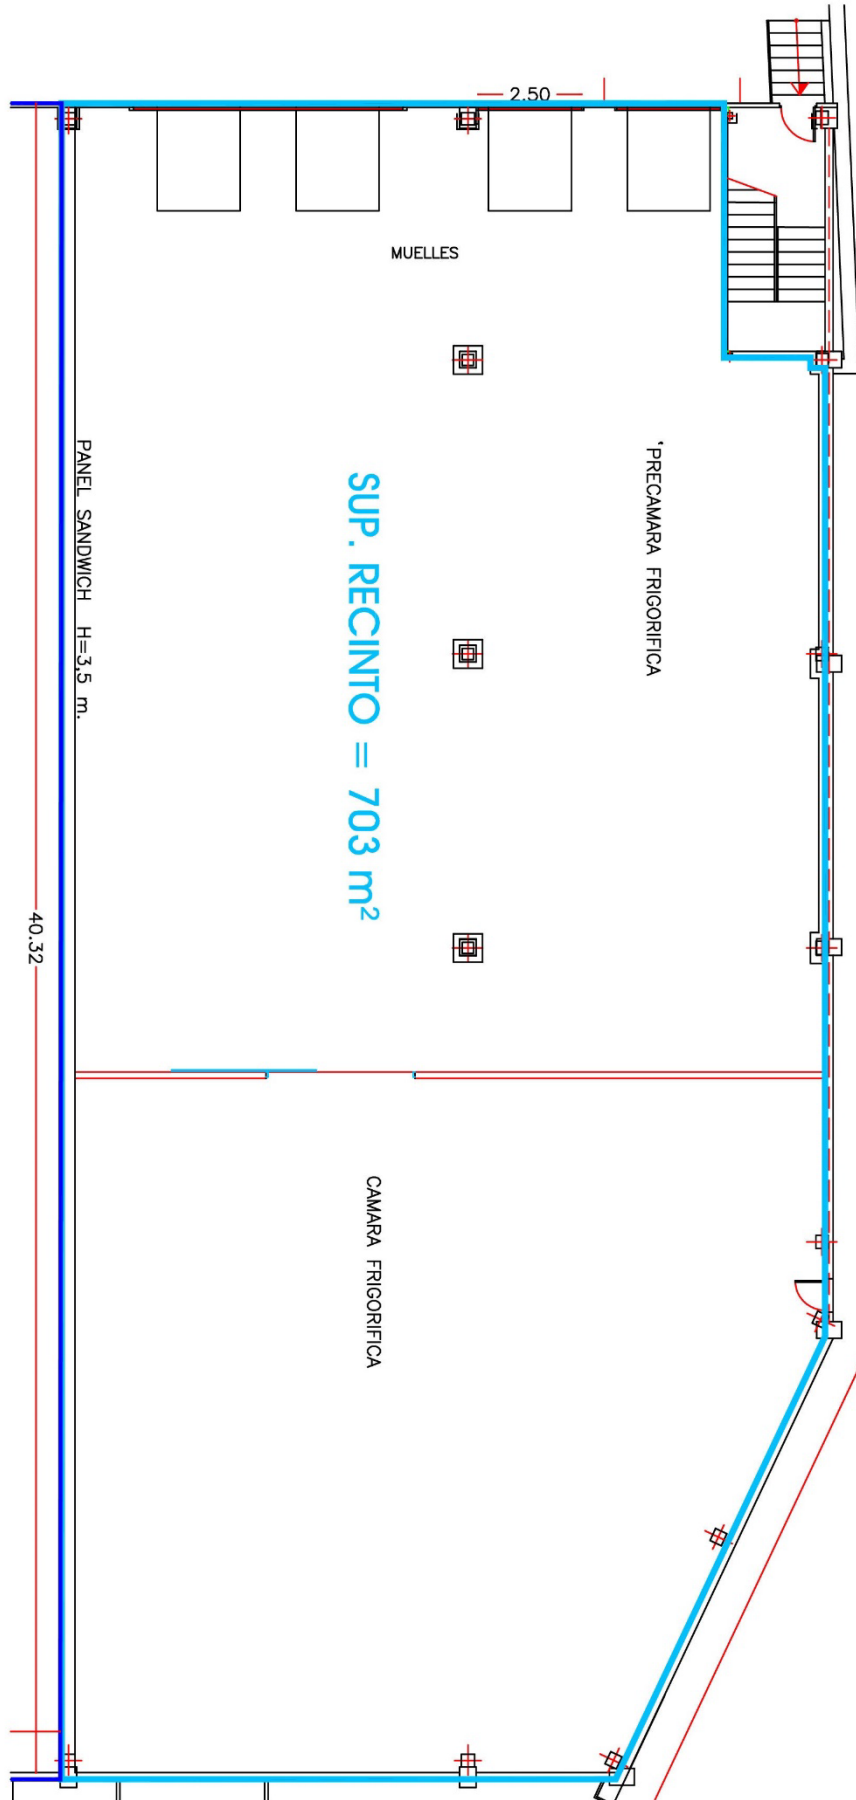 2.50
MUELLES
'PRECAMARA FRIGORIFICA
SUP. RECINTO = 703 m²
PANEL SANDWICH H=3,5 m.
40.32
CAMARA FRIGORIFICA